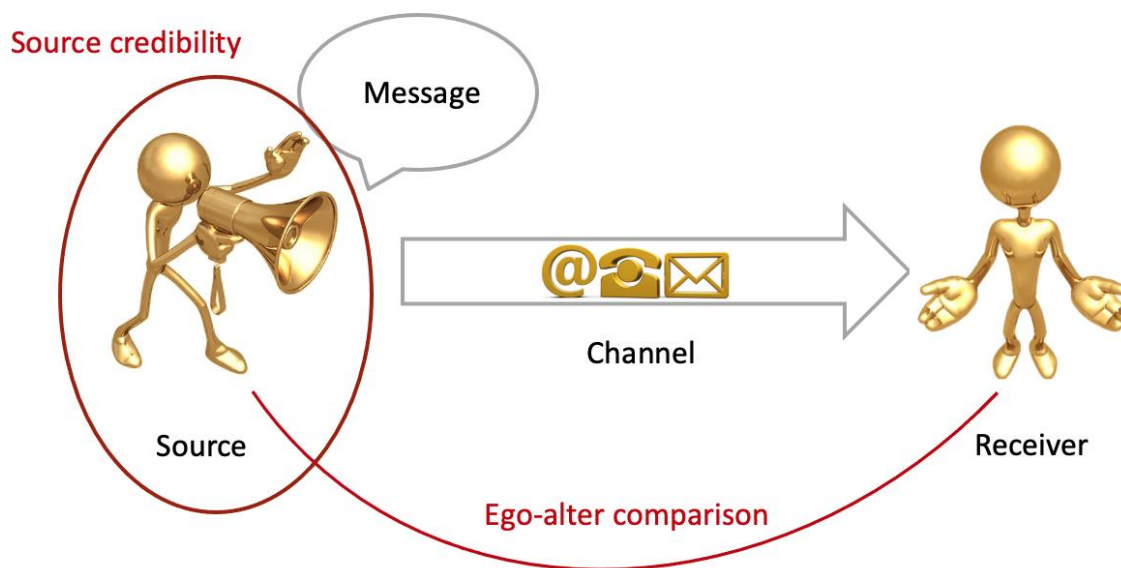 Source credibility
Message
@
Channel
Source
Receiver
Ego-alter comparison